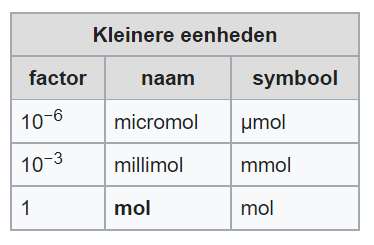 Kleinere eenheden
factor naam symbool
10⁻⁶ micromol µmol
10⁻³ millimol mmol
1 mol mol